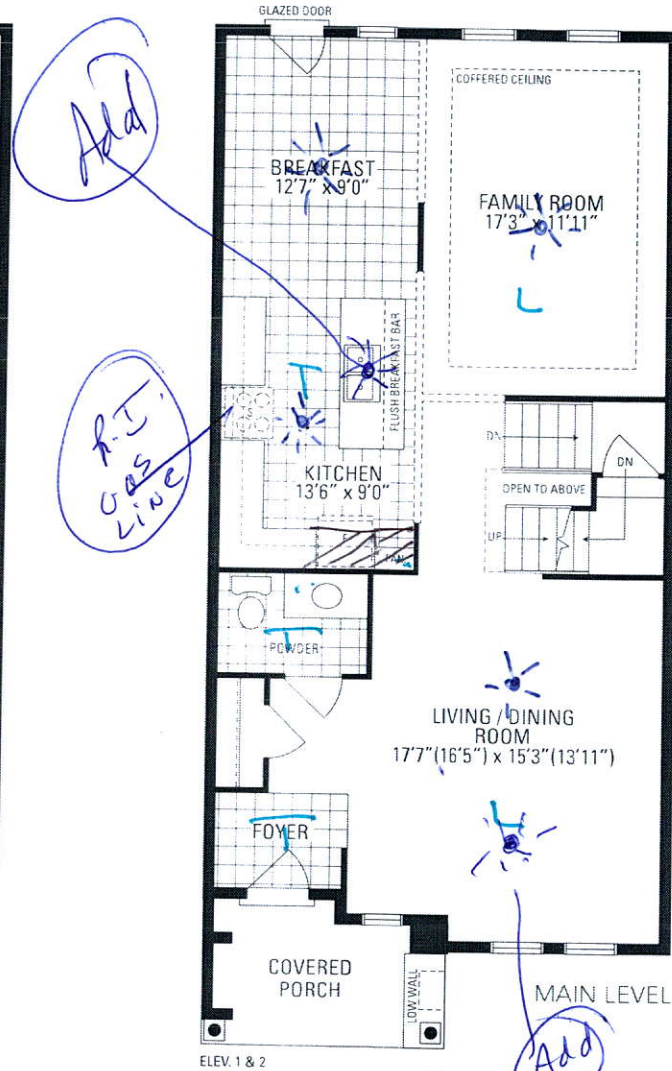 GLAZED DOOR
Add
COFFERED CEILING
BREAKFAST
12'7" x 9'0"
FAMILY ROOM
17'3" x 11'11"
L
FLUSH BREAKFAST BAR
T
R.I.
GAS
LINE
S
KITCHEN
13'6" x 9'0"
DN
DN
OPEN TO ABOVE
UP
F
PAN
POWDER
T
LIVING / DINING
ROOM
17'7"(16'5") x 15'3"(13'11")
L
FOYER
T
COVERED
PORCH
LOW WALL
MAIN LEVEL
Add
ELEV. 1 & 2